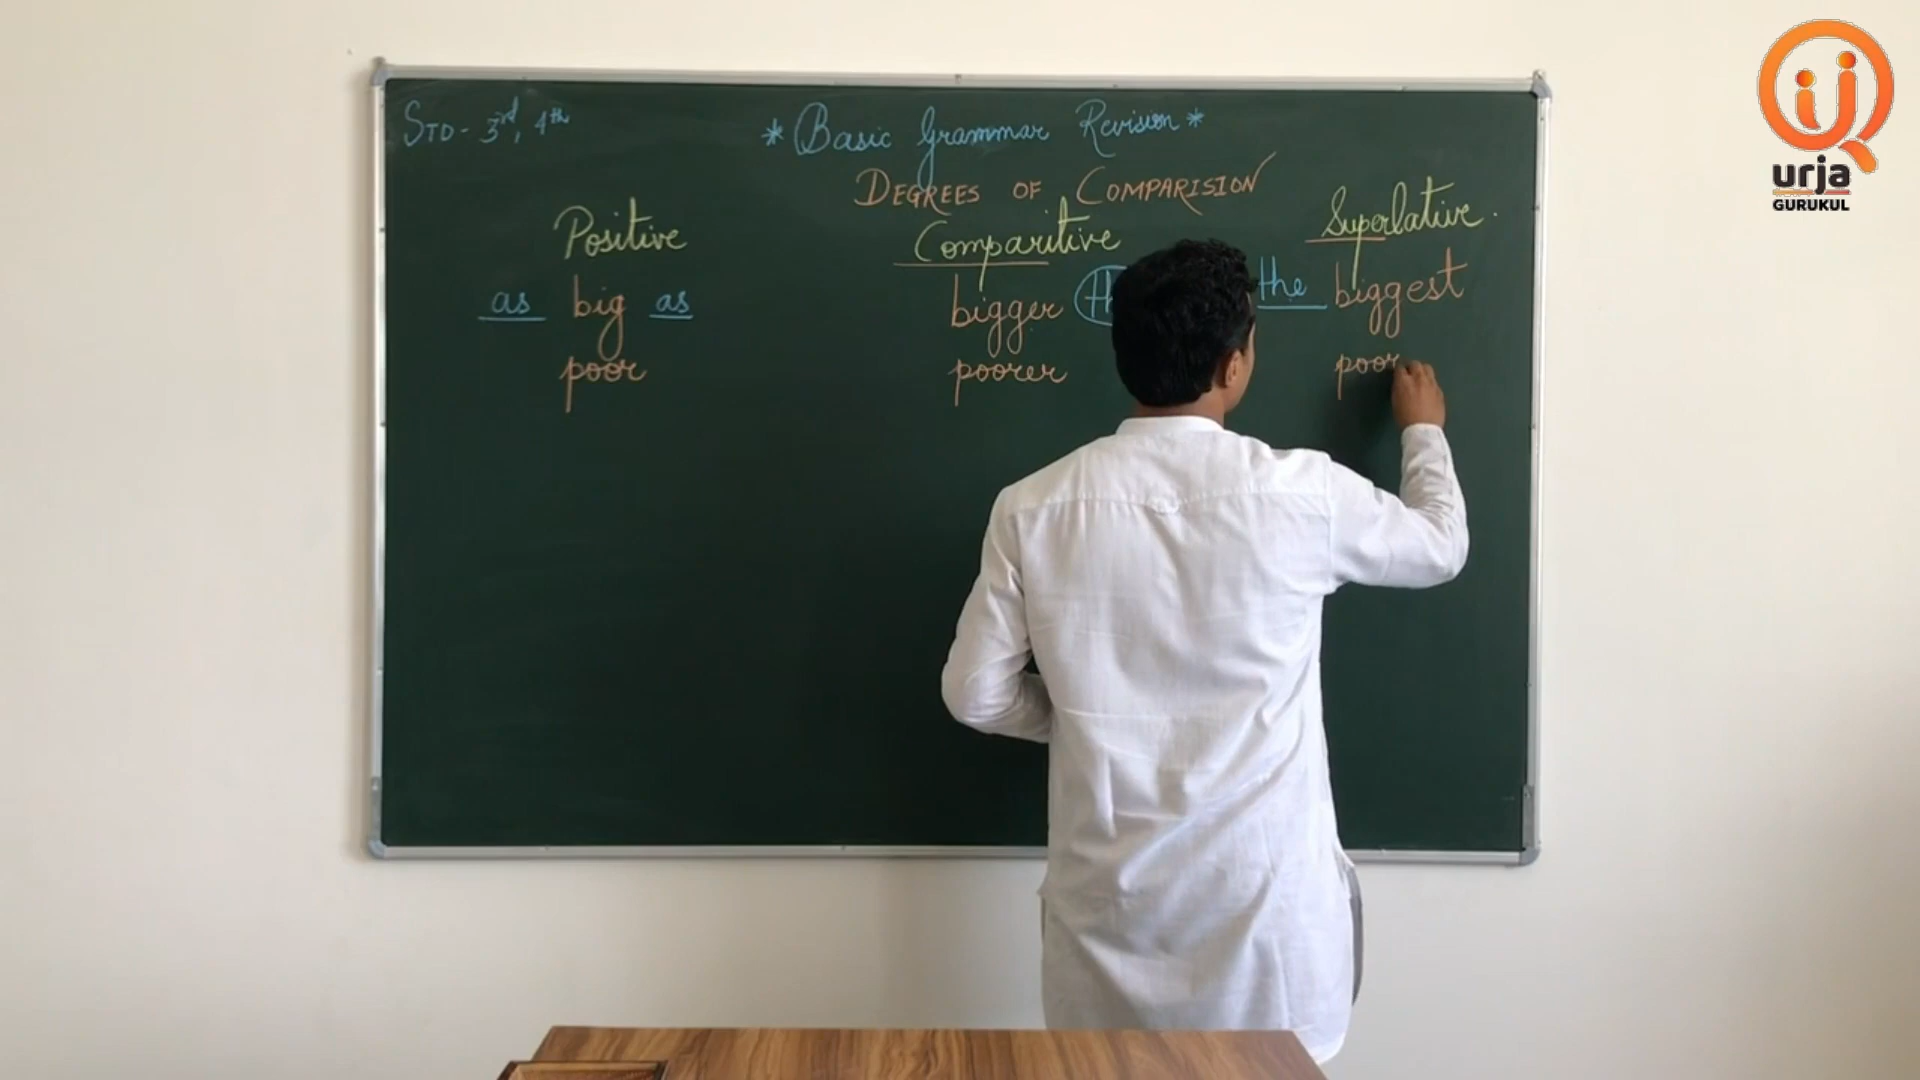 STD - 3rd, 4th
* Basic Grammar Revision *
DEGREES OF COMPARISION
Positive Comparitive Superlative.
as big as bigger the biggest
poor poorer poor
urja
GURUKUL